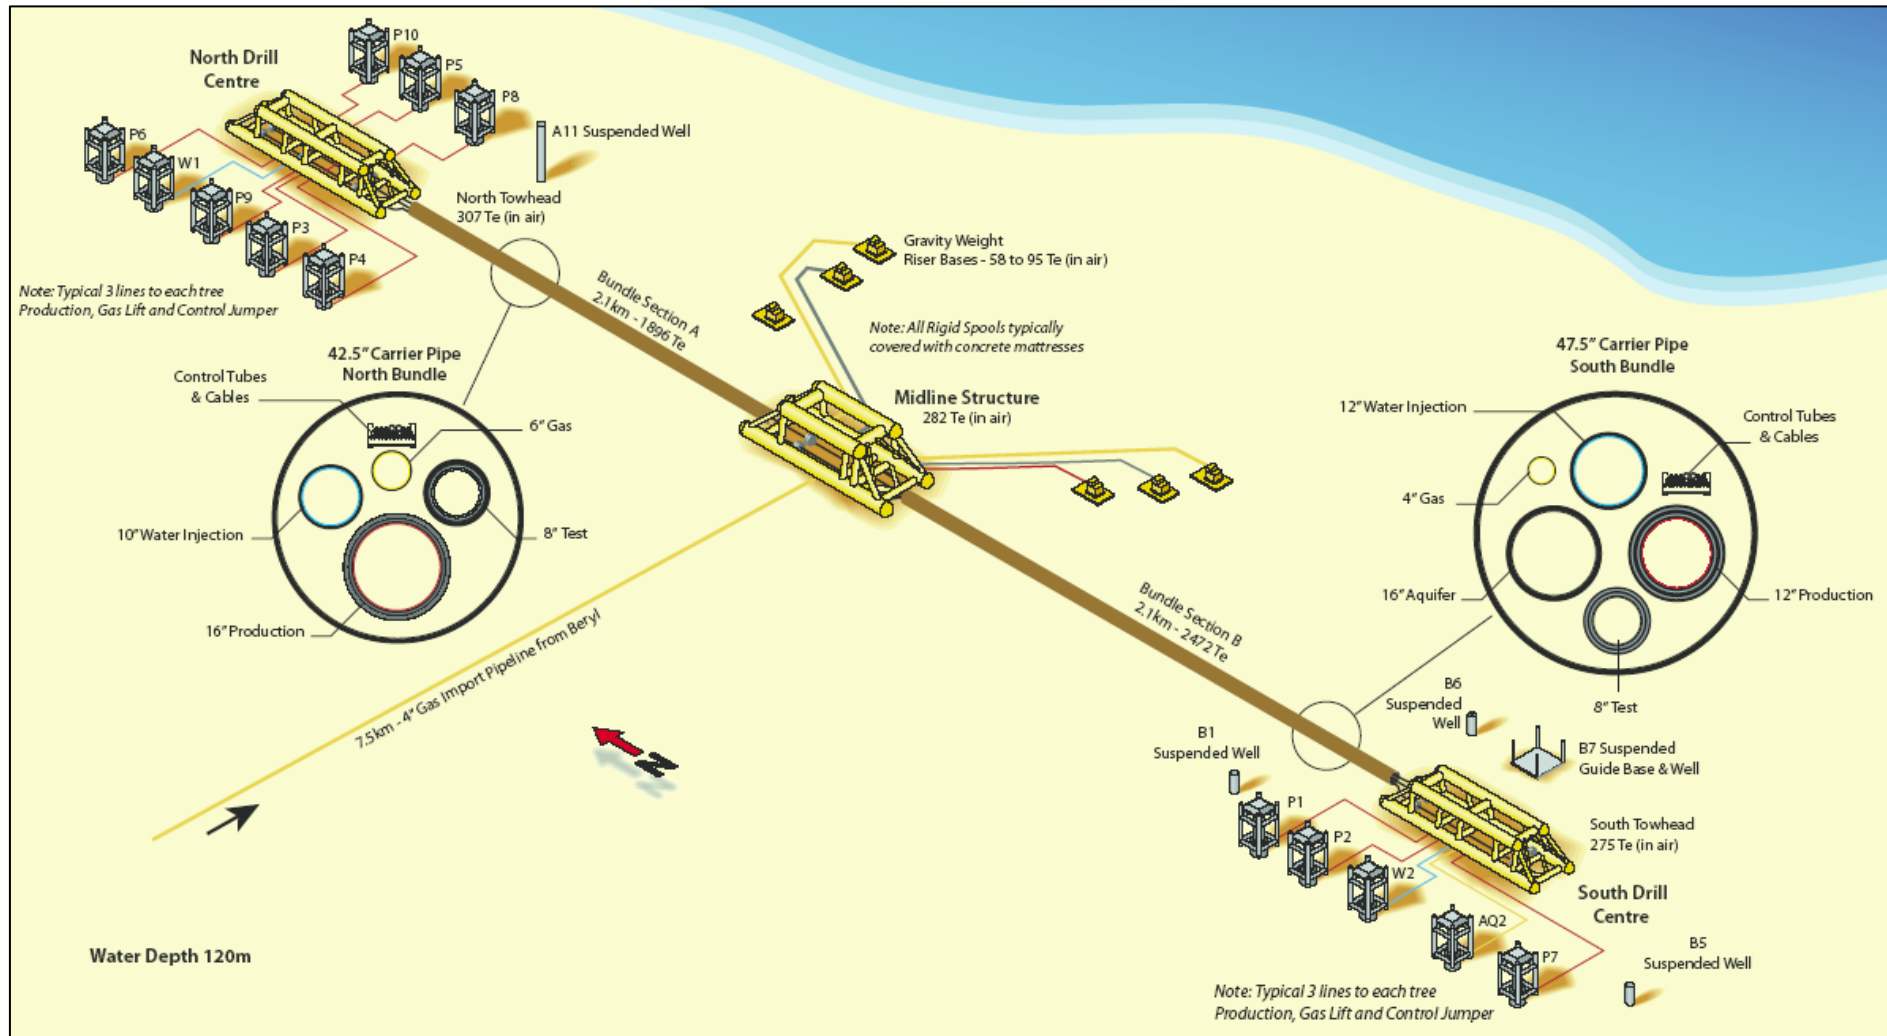 North Drill
Centre
P10
P5
P8
A11 Suspended Well
P6
W1
P9
P3
P4
North Towhead
307 Te (in air)
Note: Typical 3 lines to each tree
Production, Gas Lift and Control Jumper
Bundle Section A
2.1km - 1896 Te
Gravity Weight
Riser Bases - 58 to 95 Te (in air)
Note: All Rigid Spools typically
covered with concrete mattresses
42.5" Carrier Pipe
North Bundle
Control Tubes
& Cables
6" Gas
10" Water Injection
8" Test
16" Production
Midline Structure
282 Te (in air)
47.5" Carrier Pipe
South Bundle
12" Water Injection
Control Tubes
& Cables
4" Gas
16" Aquifer
12" Production
8" Test
7.5km - 4" Gas Import Pipeline from Beryl
Bundle Section B
2.1km - 2472 Te
N
B6
Suspended
Well
B1
Suspended Well
B7 Suspended
Guide Base & Well
P1
P2
W2
AQ2
P7
South Towhead
275 Te (in air)
South Drill
Centre
B5
Suspended Well
Water Depth 120m
Note: Typical 3 lines to each tree
Production, Gas Lift and Control Jumper